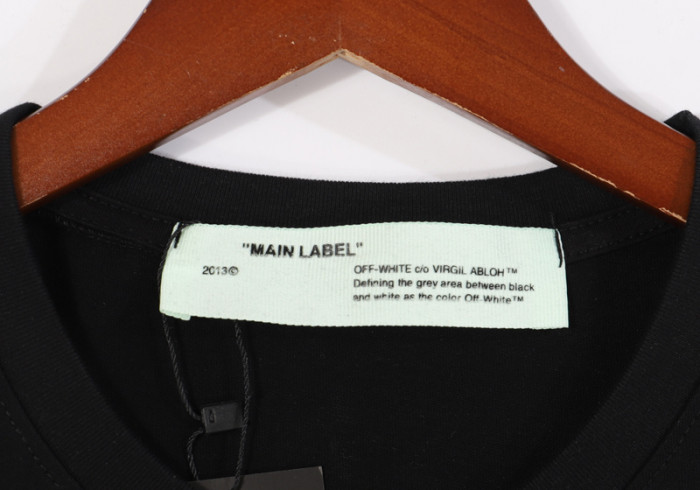 "MAIN LABEL"
2013©
OFF-WHITE c/o VIRGIL ABLOH™
Defining the grey area between black
and white as the color Off-White™